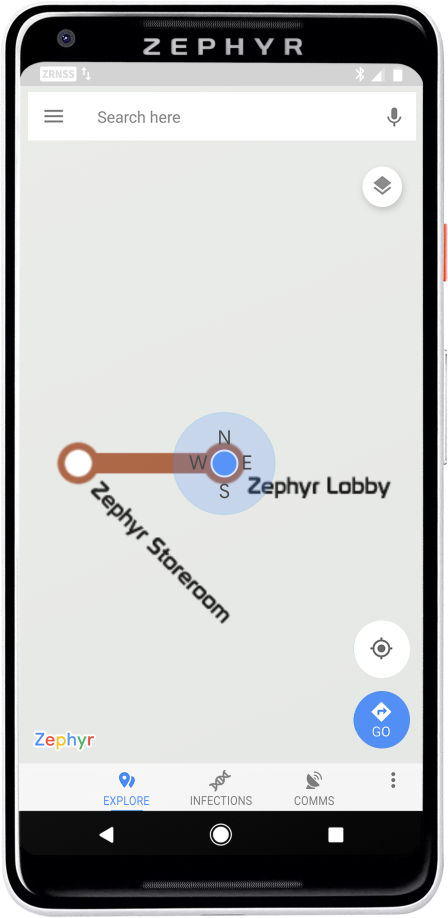 ZEPHYR
ZRNSS
Search here
N
W E
S
Zephyr Lobby
Zephyr Storeroom
GO
Zephyr
EXPLORE INFECTIONS COMMS